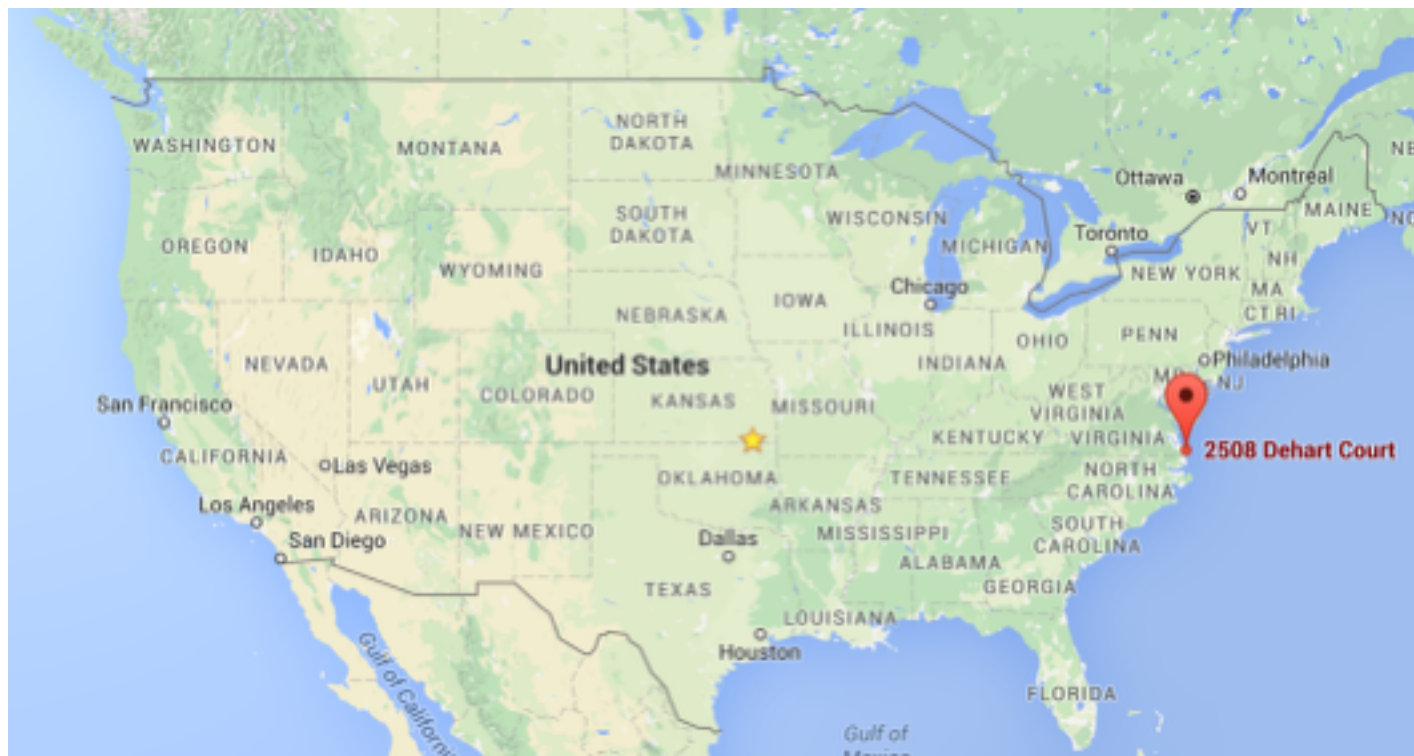 NORTH
DAKOTA
WASHINGTON
MONTANA
NE
MINNESOTA
Ottawa
Montreal
MAINE
NO
SOUTH
DAKOTA
WISCONSIN
MICHIGAN
Toronto
VT
OREGON
IDAHO
WYOMING
NH
NEW YORK
Chicago
MA
IOWA
CT RI
NEBRASKA
ILLINOIS
OHIO
PENN
NEVADA
United States
INDIANA
Philadelphia
UTAH
COLORADO
NJ
WEST
VIRGINIA
San Francisco
KANSAS
MISSOURI
KENTUCKY
VIRGINIA
2508 Dehart Court
CALIFORNIA
Las Vegas
OKLAHOMA
TENNESSEE
NORTH
CAROLINA
Los Angeles
ARIZONA
NEW MEXICO
ARKANSAS
San Diego
Dallas
MISSISSIPPI
SOUTH
CAROLINA
ALABAMA
TEXAS
GEORGIA
LOUISIANA
Houston
Gulf of California
FLORIDA
Gulf of